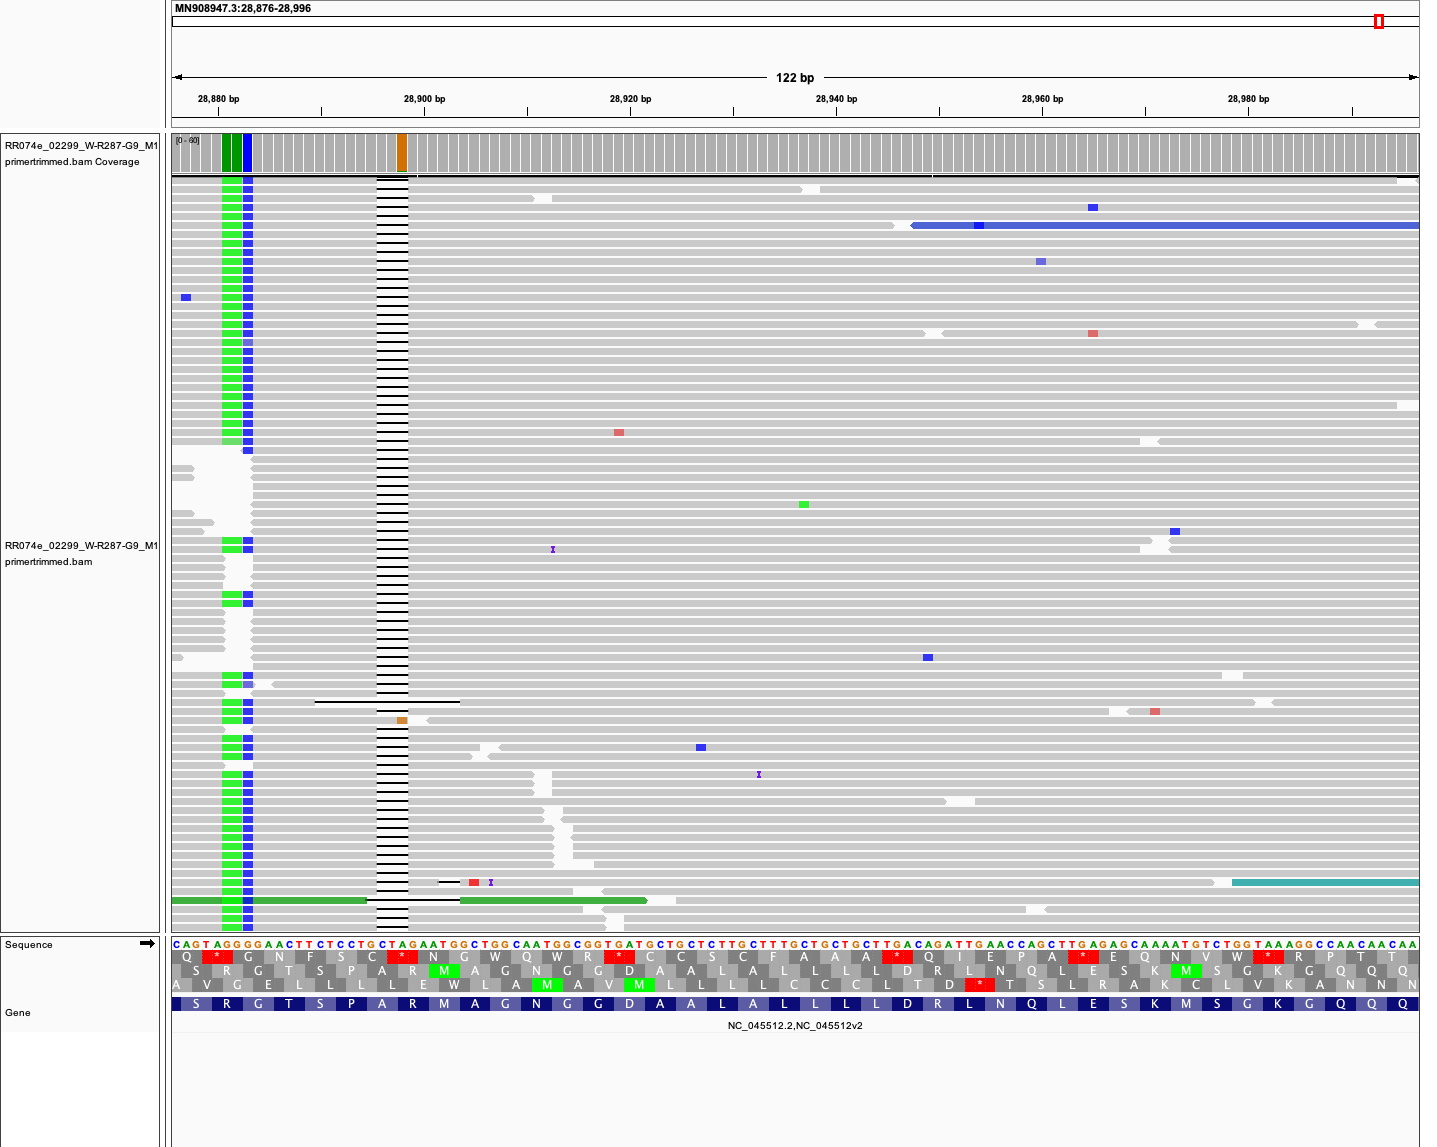 MN908947.3:28,876-28,996
122 bp
28,880 bp 28,900 bp 28,920 bp 28,940 bp 28,960 bp 28,980 bp
RR074e_02299_W-R287-G9_M1
primertrimmed.bam Coverage
[0 - 60]
RR074e_02299_W-R287-G9_M1
primertrimmed.bam
Sequence
CAGTAGGGGAACTTCTCCTGCTAGAATGGCTGGCAATGGCGGTGATGCTGCTCTTGCTTTGCTGCTGCTTGACAGATTGAACCAGCTTGAGAGCAAAATGTCTGGTAAAGGCCAACAACAA
Q * G N F S C * N G W Q W R * C C S C F A A A * Q I E P A * E Q N V W * R P T T
S R G T S P A R M A G N G G D A A L A L L L L D R L N Q L E S K M S G K G Q Q Q
A V G E L L L L E W L A M A V M L L L L C C C L T D * T S L R A K C L V K A N N N
Gene
S R G T S P A R M A G N G G D A A L A L L L L D R L N Q L E S K M S G K G Q Q Q
NC_045512.2,NC_045512v2